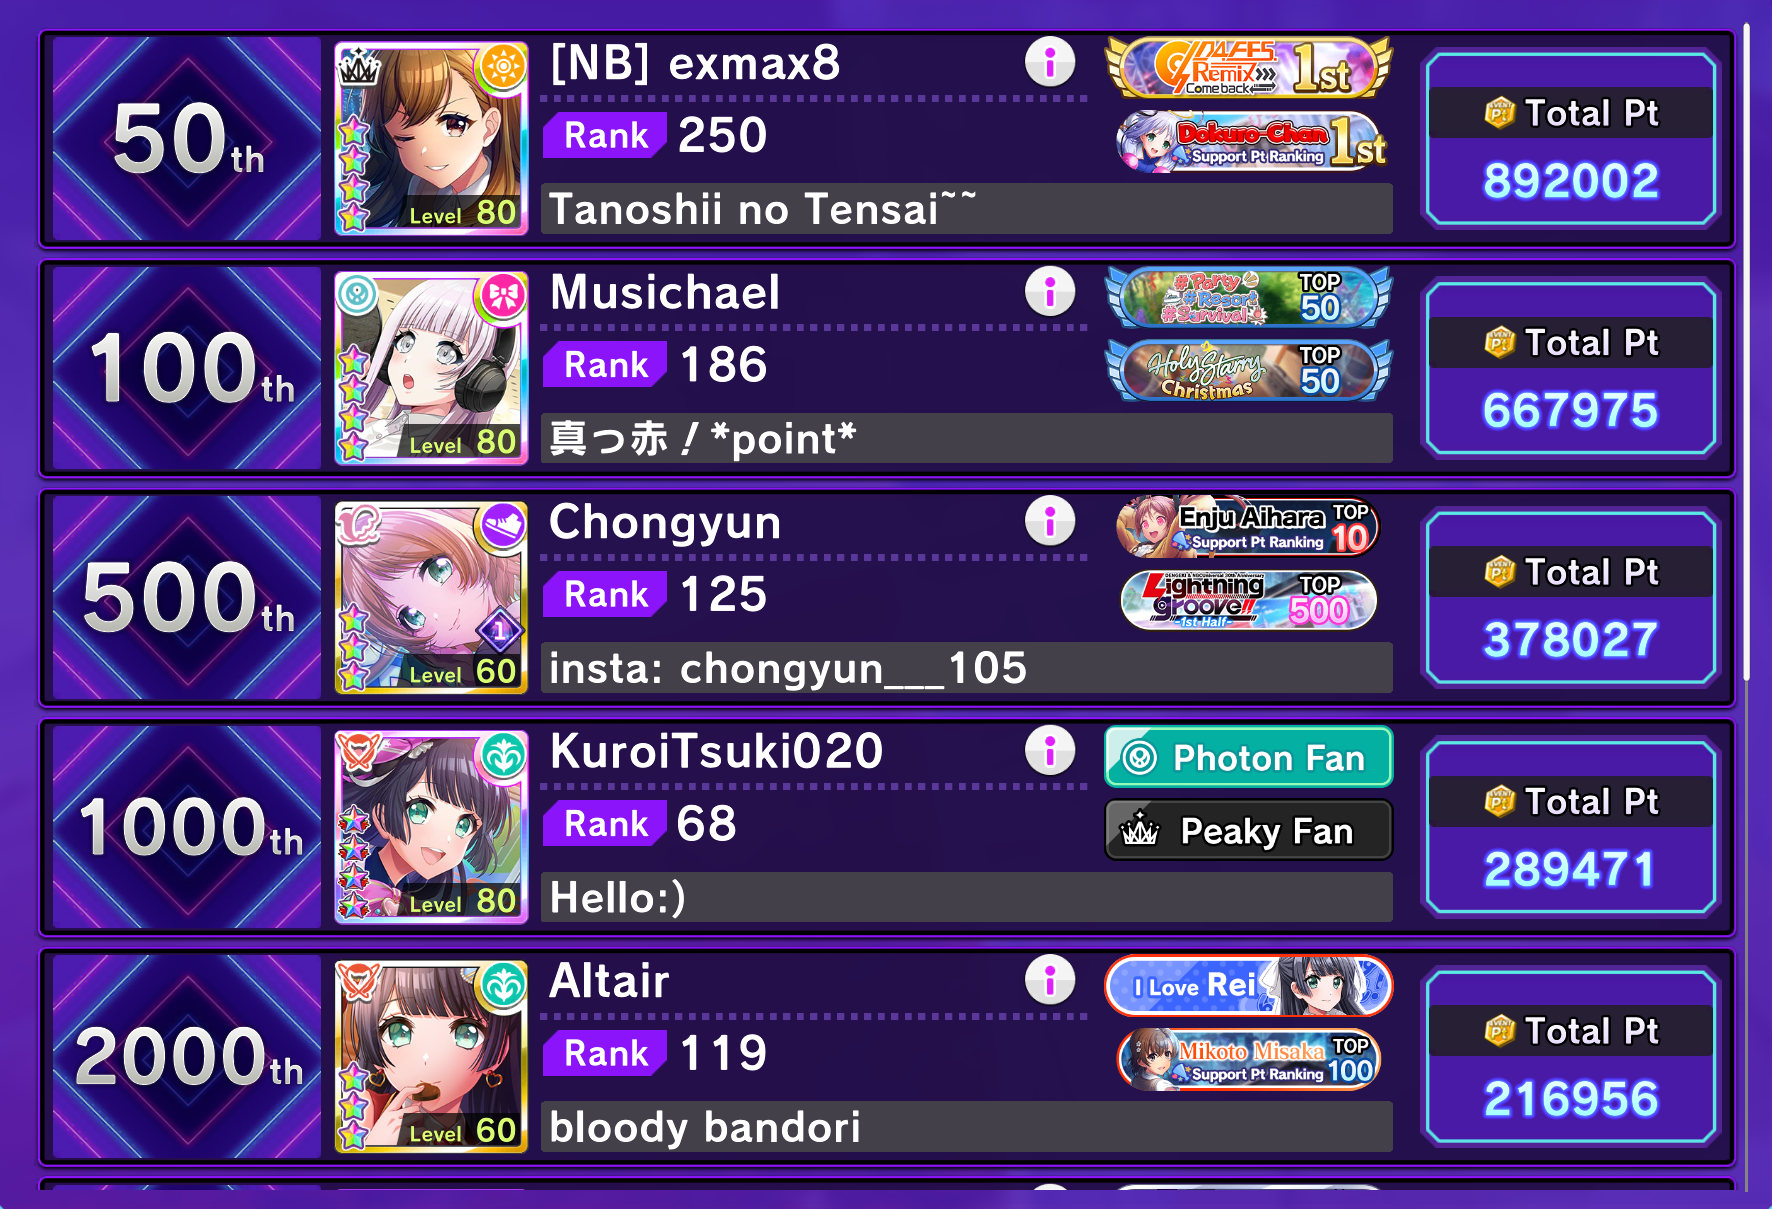 50th
Level 80
[NB] exmax8
Rank 250
Tanoshii no Tensai~~
D4FES. Remix Come back 1st
Dokuro-Chan Support Pt Ranking 1st
Total Pt
892002
100th
Level 80
Musichael
Rank 186
真っ赤！*point*
#Party #Resort #Survival TOP 50
Holy Starry Christmas TOP 50
Total Pt
667975
500th
1
Level 60
Chongyun
Rank 125
insta: chongyun___105
Enju Aihara Support Pt Ranking TOP 10
Lightning groove!! -1st Half- TOP 500
Total Pt
378027
1000th
Level 80
KuroiTsuki020
Rank 68
Hello:)
Photon Fan
Peaky Fan
Total Pt
289471
2000th
Level 60
Altair
Rank 119
bloody bandori
I Love Rei
Mikoto Misaka Support Pt Ranking TOP 100
Total Pt
216956